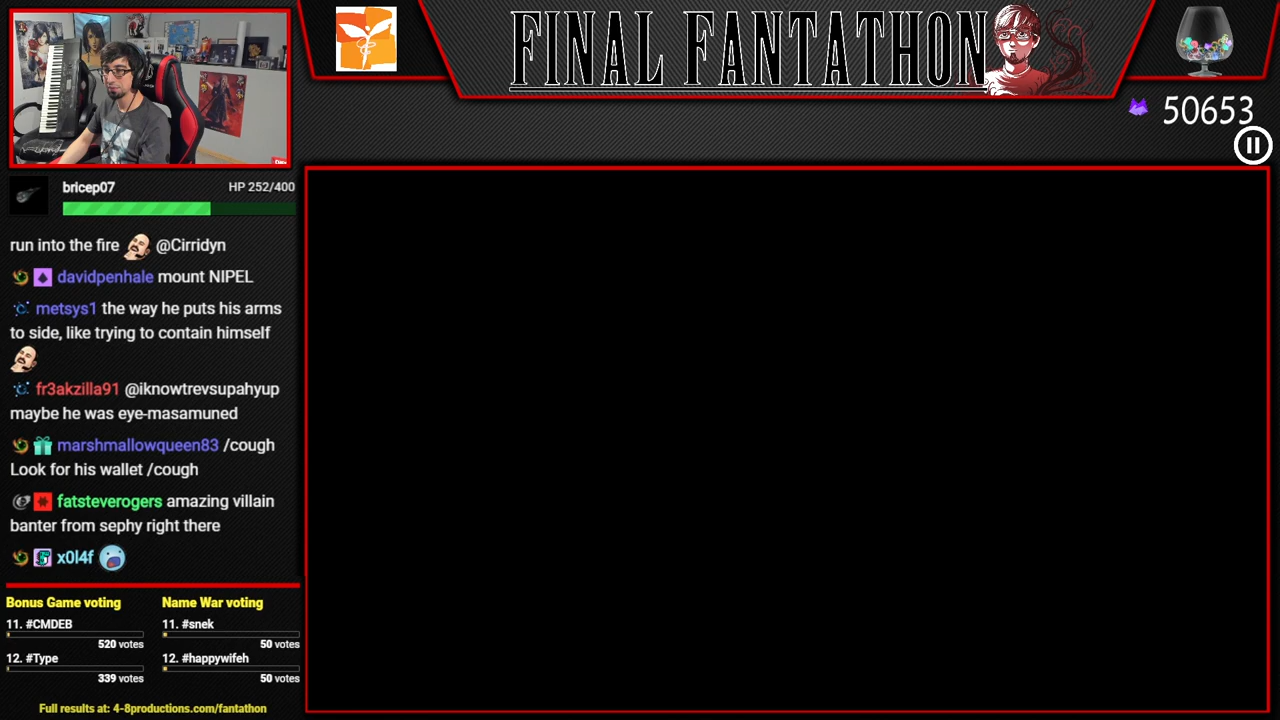 FINAL FANTATHON
50653
bricep07
HP 252/400
run into the fire @Cirridyn
davidpenhale mount NIPEL
metsys1 the way he puts his arms
to side, like trying to contain himself
fr3akzilla91 @iknowtrevsupahyup
maybe he was eye-masamuned
marshmallowqueen83 /cough
Look for his wallet /cough
fatsteverogers amazing villain
banter from sephy right there
x0l4f
Bonus Game voting
11. #CMDEB
520 votes
12. #Type
339 votes
Name War voting
11. #snek
50 votes
12. #happywifeh
50 votes
Full results at: 4-8productions.com/fantathon